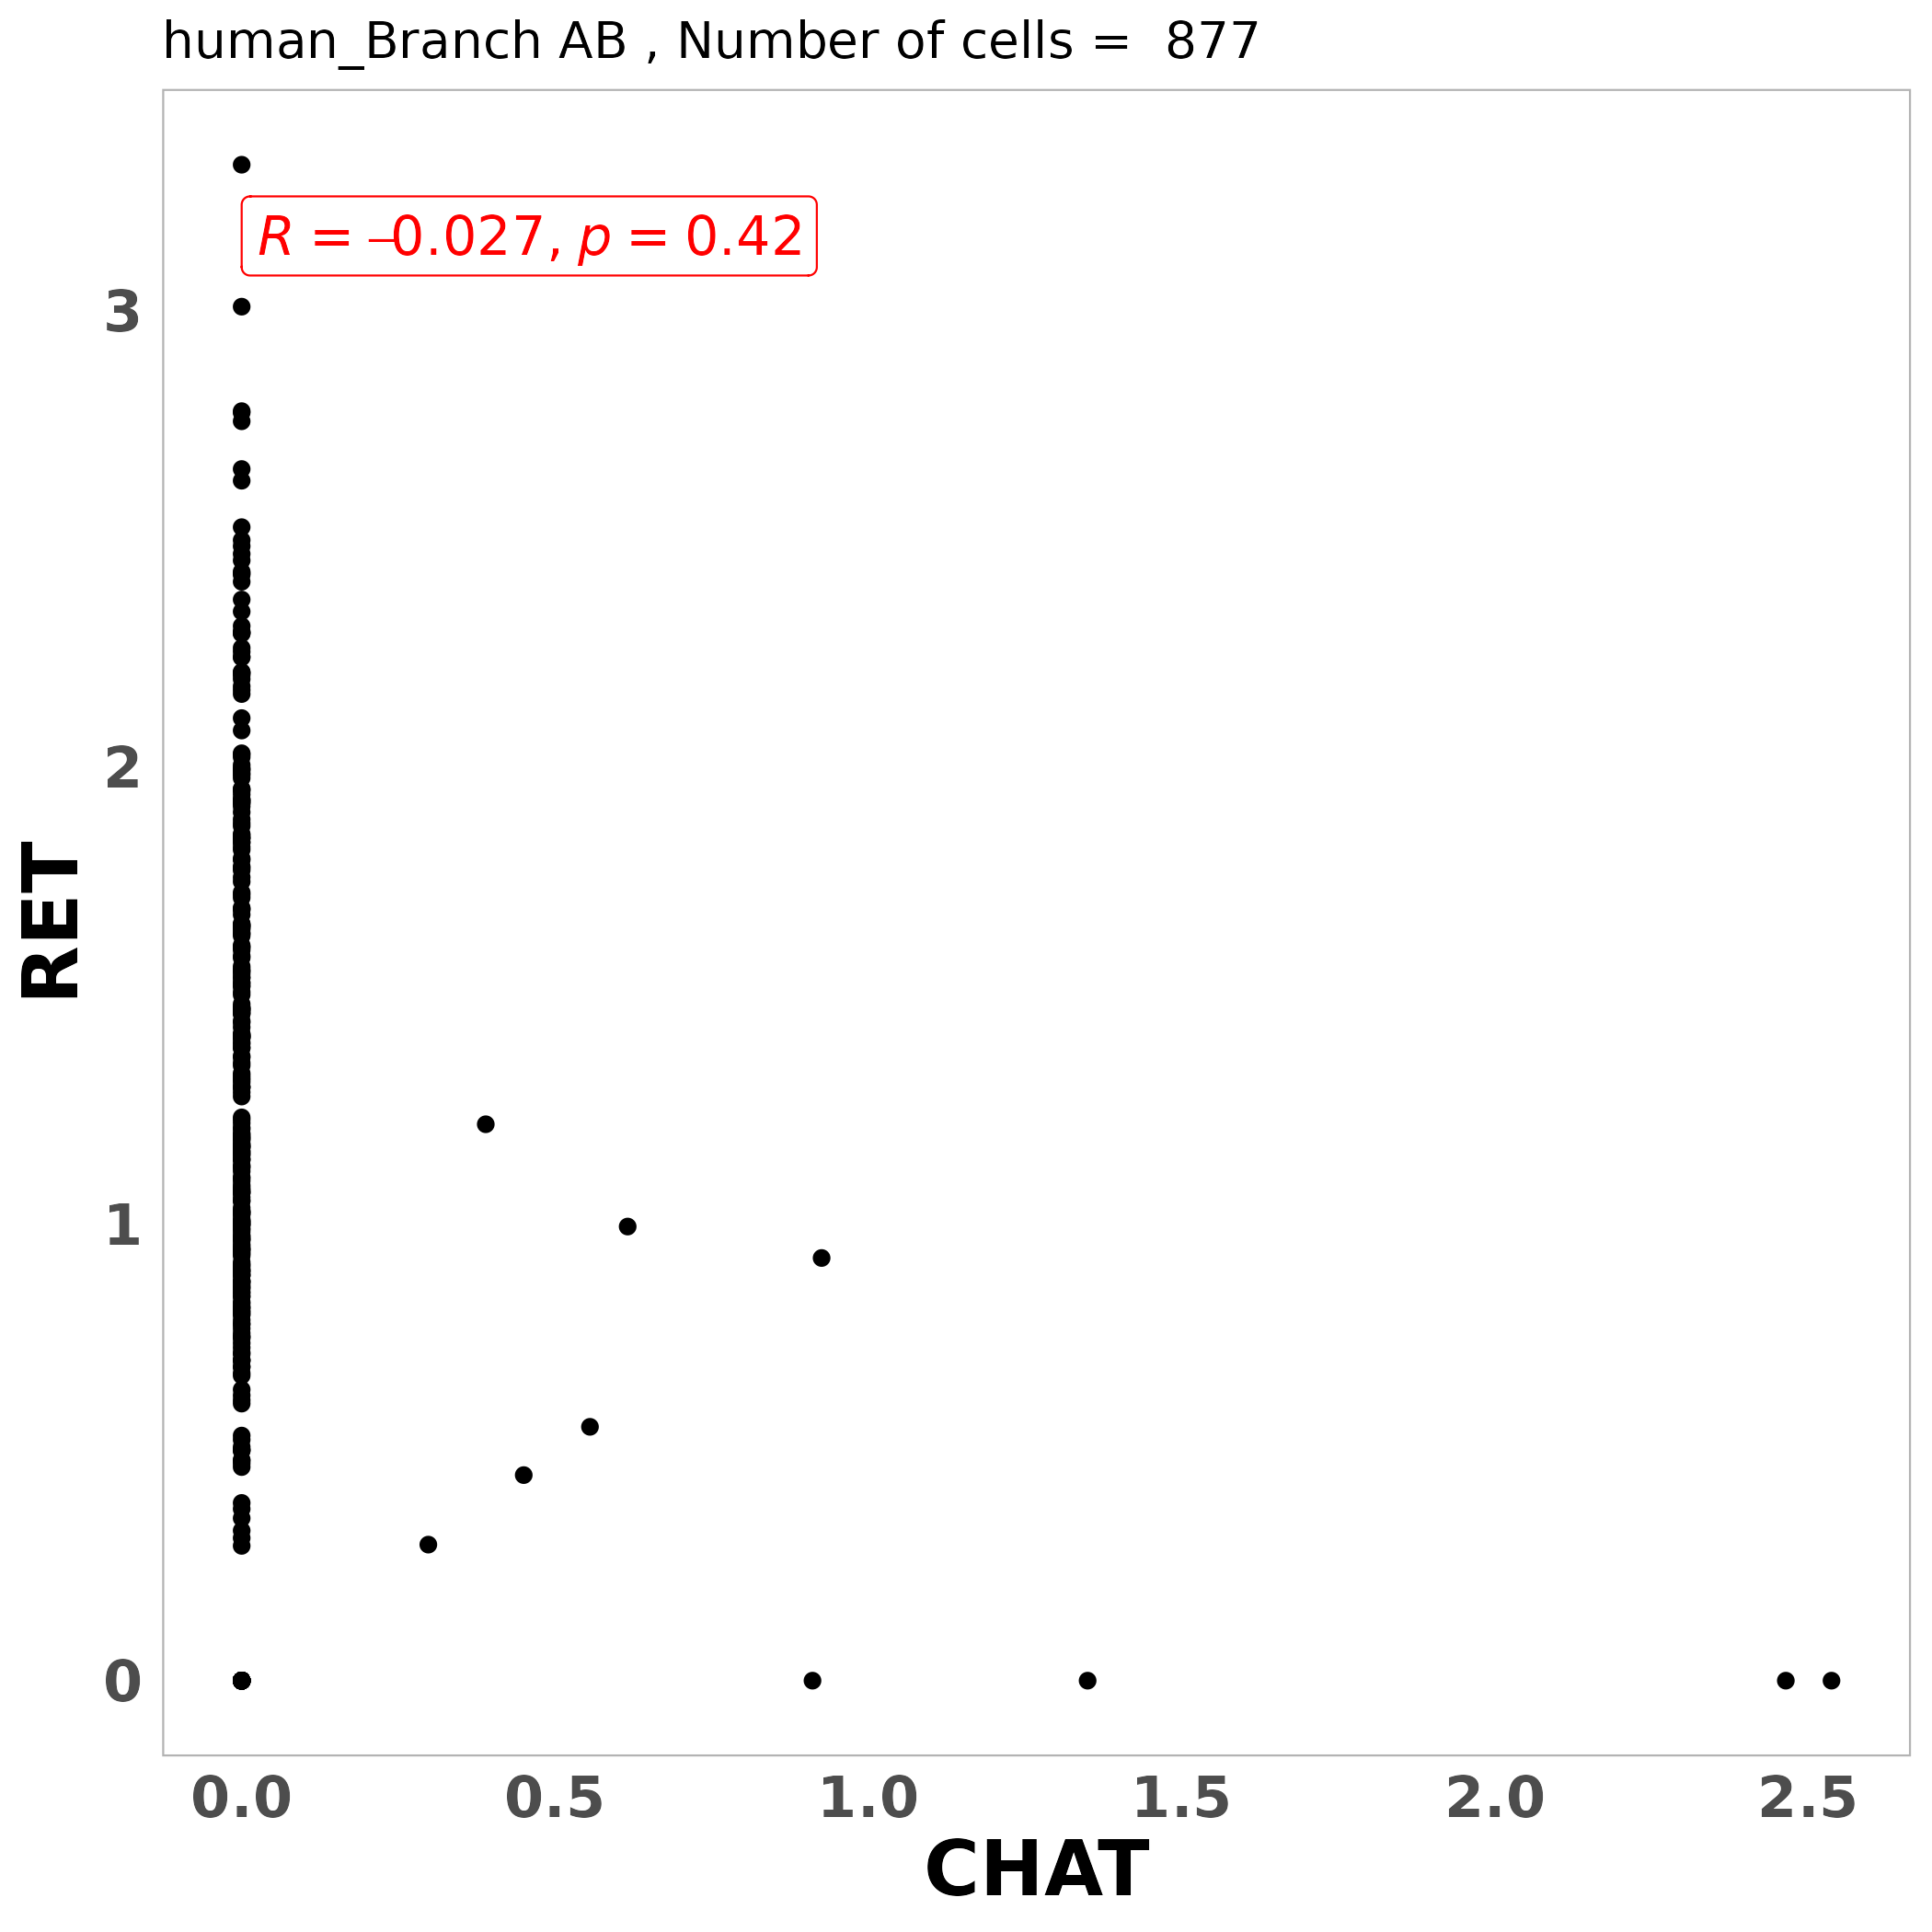 human_Branch AB , Number of cells =  877
R = –0.027, p = 0.42
3
2
1
0
RET
0.0 0.5 1.0 1.5 2.0 2.5
CHAT